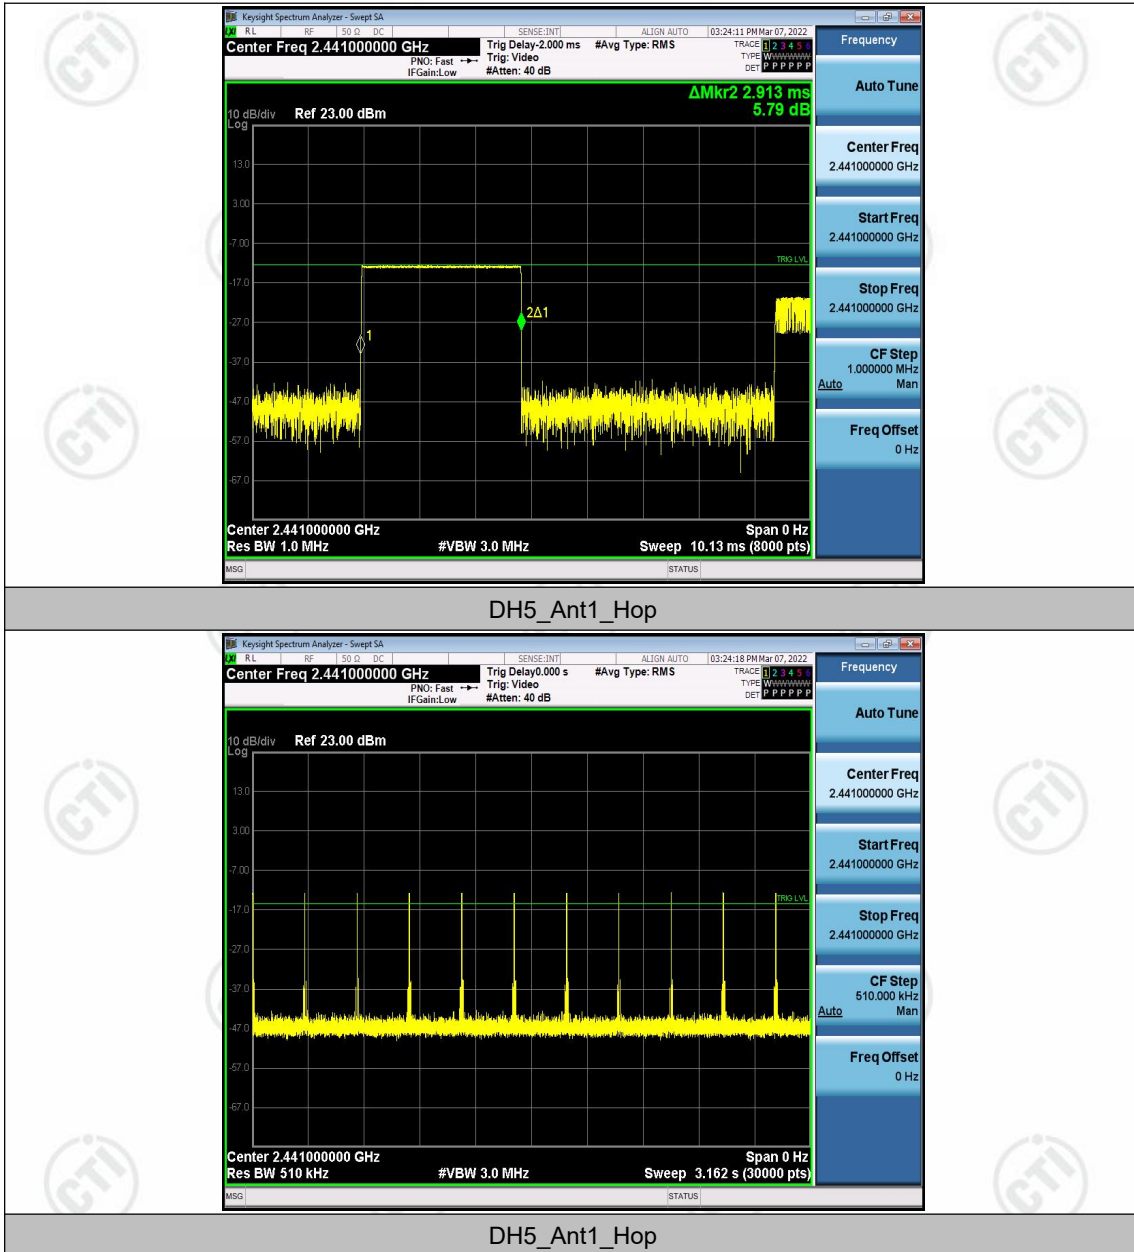 Keysight Spectrum Analyzer - Swept SA
LXI RL RF 50 Ω DC SENSE:INT ALIGN AUTO 03:24:11 PM Mar 07, 2022
Center Freq 2.441000000 GHz
PNO: Fast
IFGain:Low
Trig Delay-2.000 ms
Trig: Video
#Atten: 40 dB
#Avg Type: RMS
TRACE 1 2 3 4 5 6
TYPE WWWWWW
DET P P P P P P
Frequency
Auto Tune
Center Freq
2.441000000 GHz
Start Freq
2.441000000 GHz
Stop Freq
2.441000000 GHz
CF Step
1.000000 MHz
Auto Man
Freq Offset
0 Hz
ΔMkr2 2.913 ms
5.79 dB
10 dB/div Ref 23.00 dBm
Log
13.0
3.00
-7.00
TRIG LVL
-17.0
-27.0
2Δ1
1
-37.0
-47.0
-57.0
-67.0
Center 2.441000000 GHz Span 0 Hz
Res BW 1.0 MHz #VBW 3.0 MHz Sweep 10.13 ms (8000 pts)
MSG STATUS
DH5_Ant1_Hop
Keysight Spectrum Analyzer - Swept SA
LXI RL RF 50 Ω DC SENSE:INT ALIGN AUTO 03:24:18 PM Mar 07, 2022
Center Freq 2.441000000 GHz
PNO: Fast
IFGain:Low
Trig Delay0.000 s
Trig: Video
#Atten: 40 dB
#Avg Type: RMS
TRACE 1 2 3 4 5 6
TYPE WWWWWW
DET P P P P P P
Frequency
Auto Tune
Center Freq
2.441000000 GHz
Start Freq
2.441000000 GHz
Stop Freq
2.441000000 GHz
CF Step
510.000 kHz
Auto Man
Freq Offset
0 Hz
10 dB/div Ref 23.00 dBm
Log
13.0
3.00
-7.00
TRIG LVL
-17.0
-27.0
-37.0
-47.0
-57.0
-67.0
Center 2.441000000 GHz Span 0 Hz
Res BW 510 kHz #VBW 3.0 MHz Sweep 3.162 s (30000 pts)
MSG STATUS
DH5_Ant1_Hop
CTI
CTI
CTI
CTI
CTI
CTI
CTI
CTI